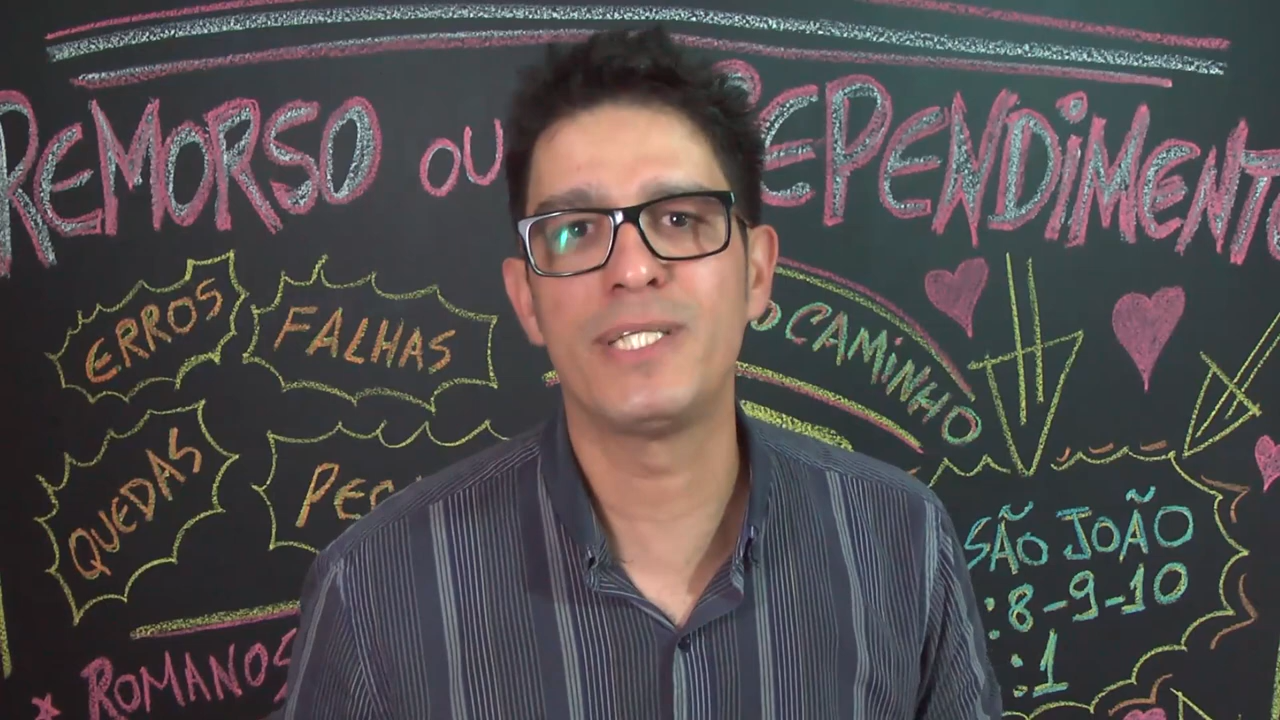 REMORSO OU
EPENDiMENTO
ERROS
FALHAS
O CAMiNHO
QUEDAS
SÃO JOÃO
:8-9-10
:1
* ROMANOS